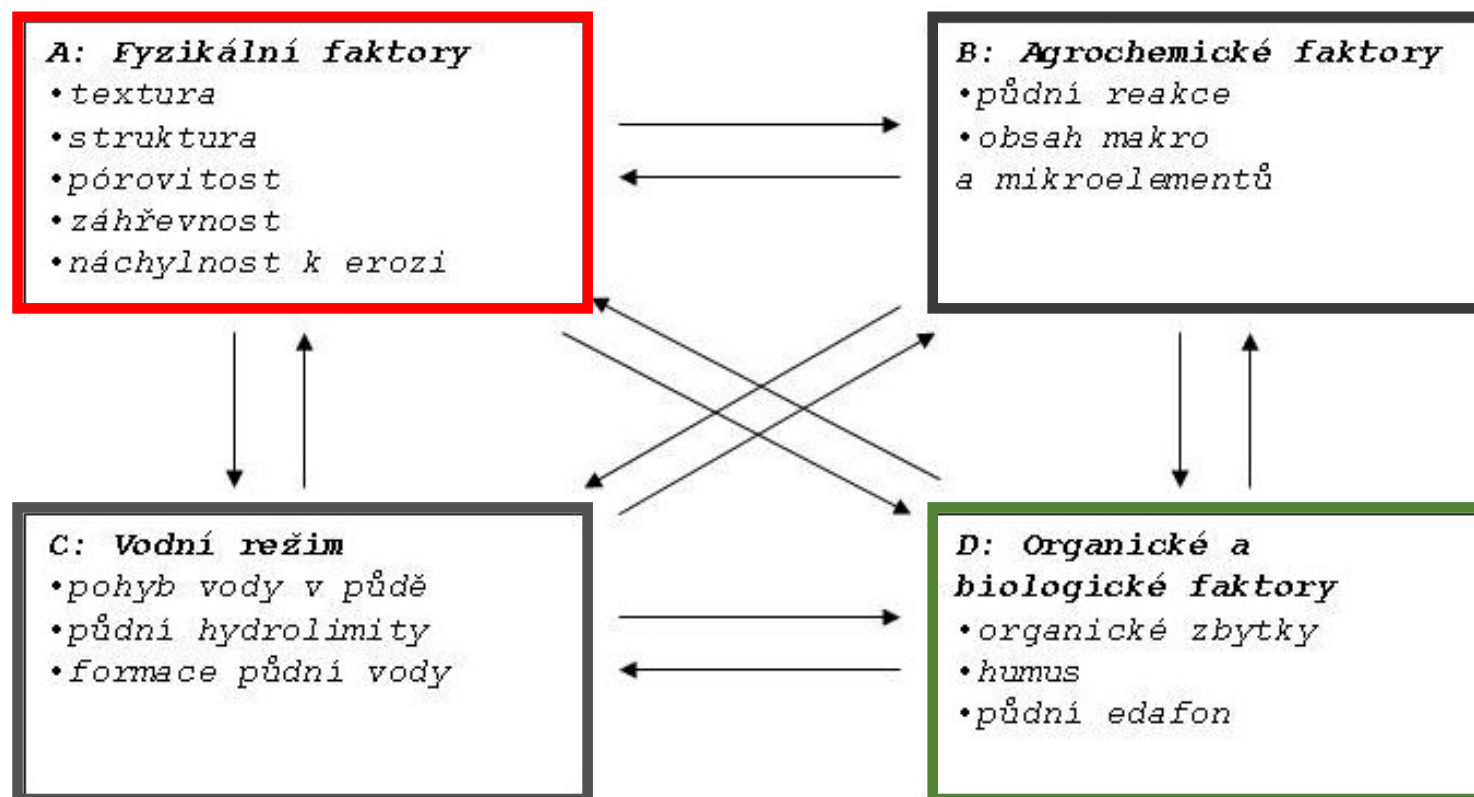 A: Fyzikální faktory
•textura
•struktura
•pórovitost
•záhřevnost
•náchylnost k erozi
B: Agrochemické faktory
•půdní reakce
•obsah makro
a mikroelementů
C: Vodní režim
•pohyb vody v půdě
•půdní hydrolimity
•formace půdní vody
D: Organické a
biologické faktory
•organické zbytky
•humus
•půdní edafon